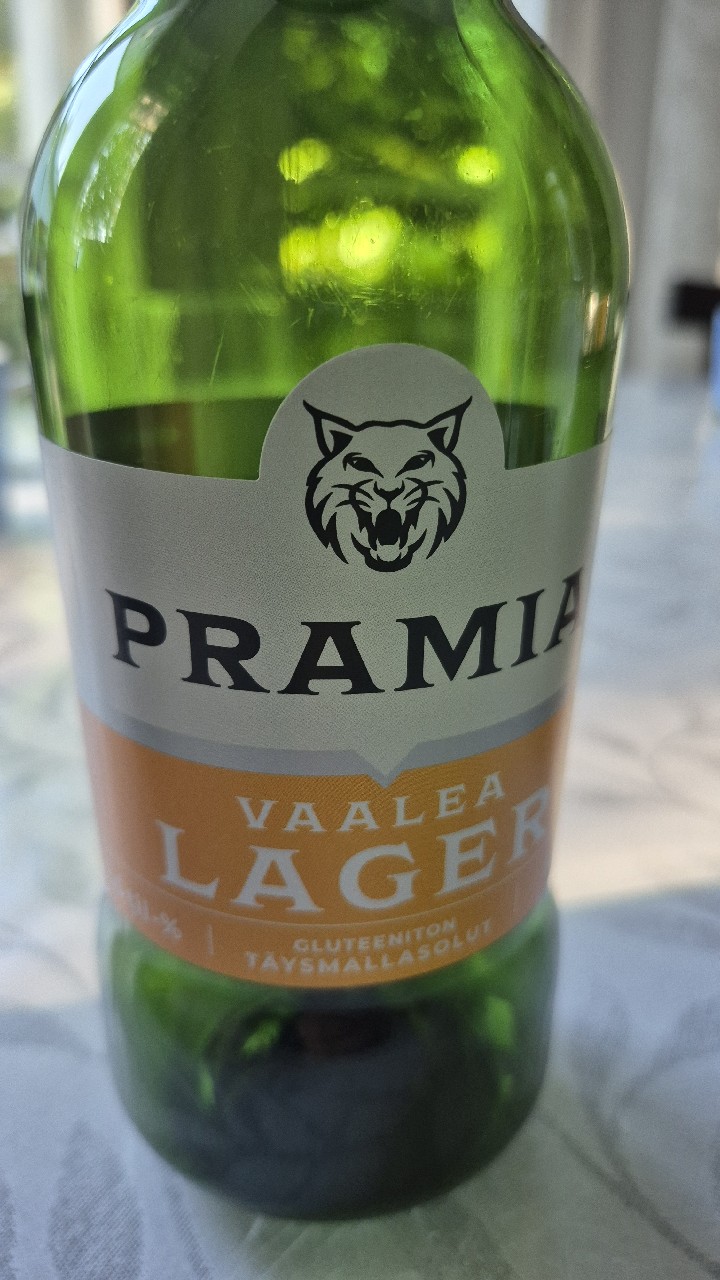 PRAMIA
VAALEA
LAGER
GLUTEENITON
TÄYSMALLASOLUT